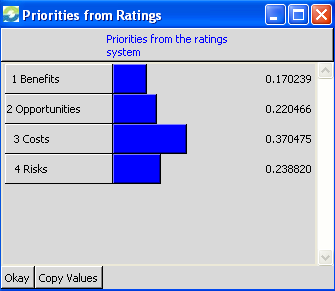 Priorities from Ratings
Priorities from the ratings
system
1 Benefits 0.170239
2 Opportunities 0.220466
3 Costs 0.370475
4 Risks 0.238820
Okay Copy Values